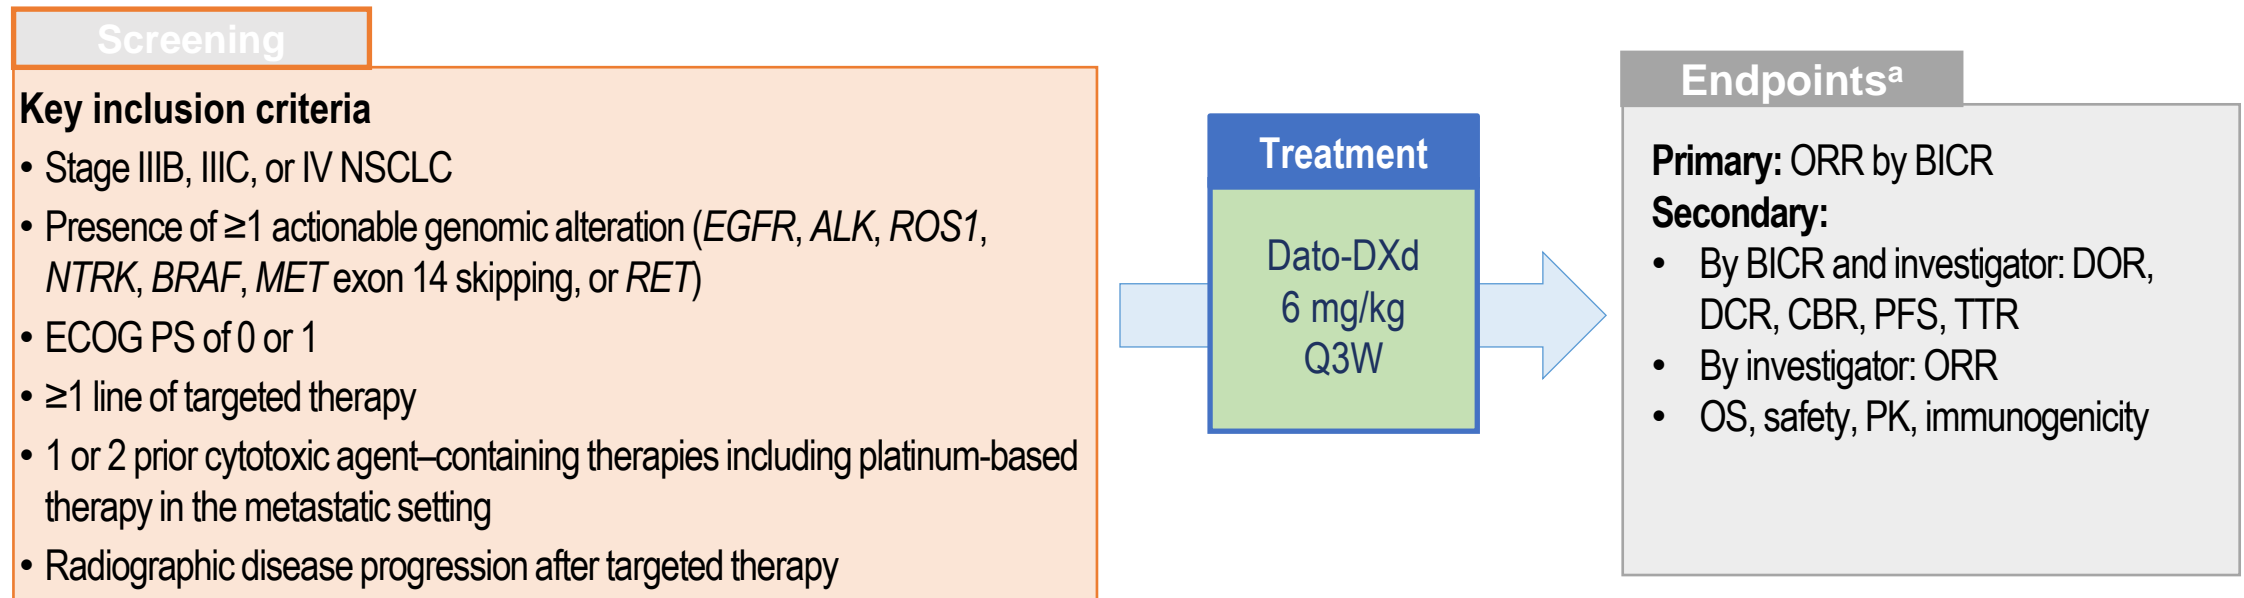 Screening
Key inclusion criteria
• Stage IIIB, IIIC, or IV NSCLC
• Presence of ≥1 actionable genomic alteration (EGFR, ALK, ROS1,
NTRK, BRAF, MET exon 14 skipping, or RET)
• ECOG PS of 0 or 1
• ≥1 line of targeted therapy
• 1 or 2 prior cytotoxic agent–containing therapies including platinum-based
therapy in the metastatic setting
• Radiographic disease progression after targeted therapy
Treatment
Dato-DXd
6 mg/kg
Q3W
Endpointsᵃ
Primary: ORR by BICR
Secondary:
• By BICR and investigator: DOR,
DCR, CBR, PFS, TTR
• By investigator: ORR
• OS, safety, PK, immunogenicity